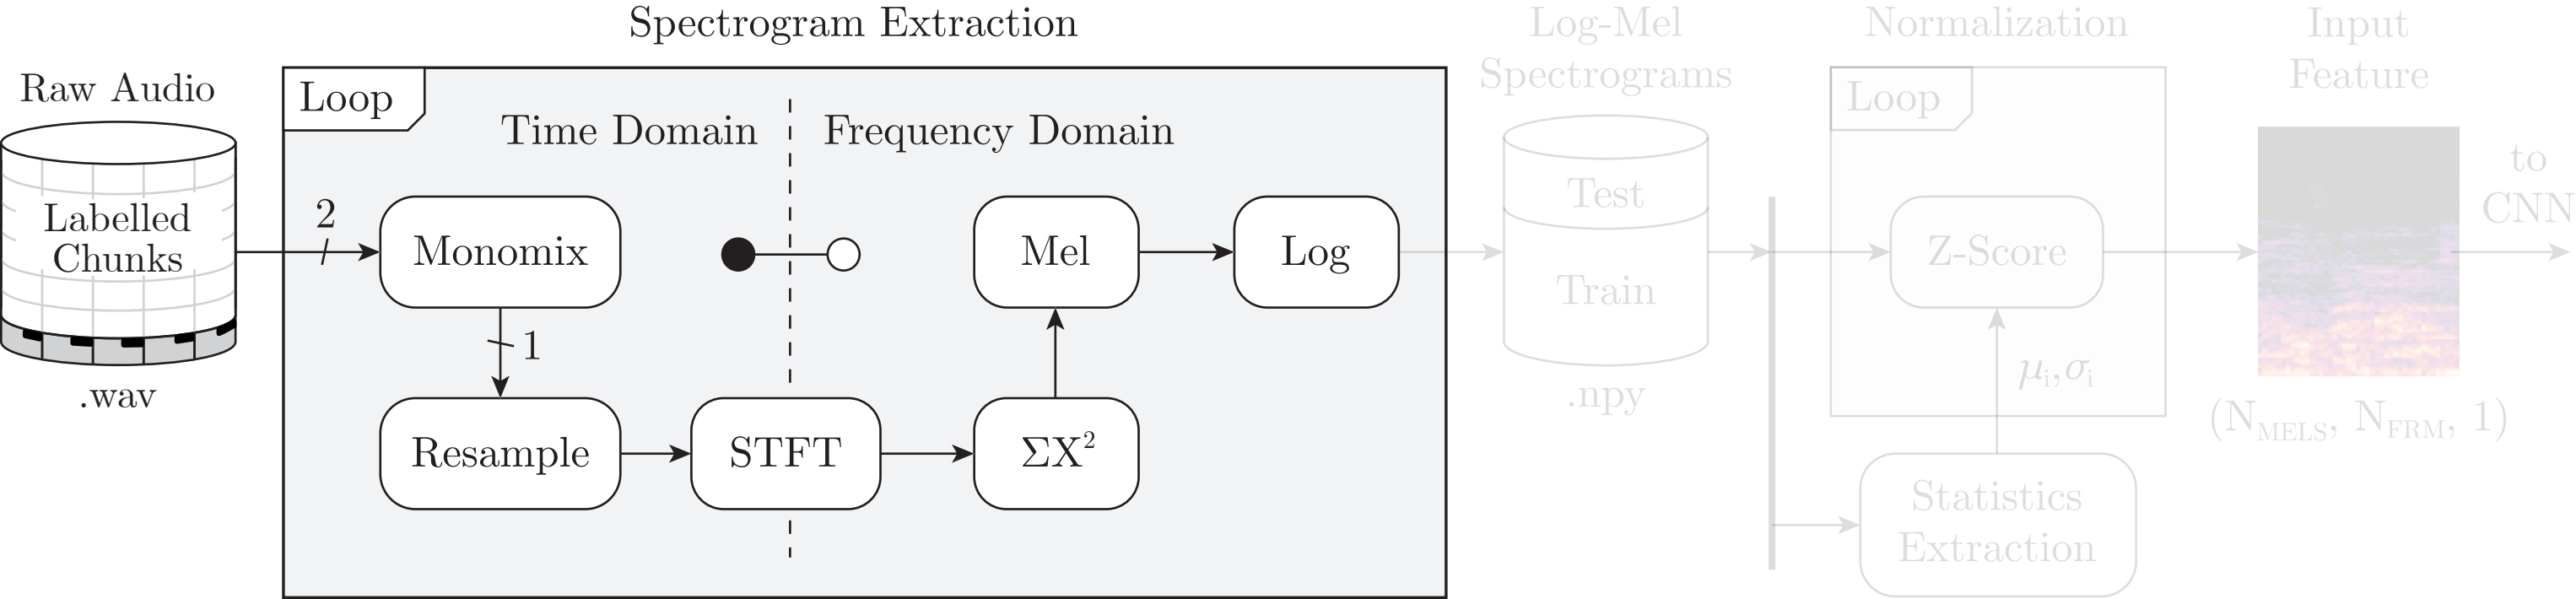 Spectrogram Extraction
Raw Audio
Labelled
Chunks
.wav
Loop
Time Domain
Frequency Domain
2
Monomix
1
Resample
STFT
ΣX²
Mel
Log
Log-Mel
Spectrograms
Test
Train
.npy
Normalization
Loop
Z-Score
μᵢ,σᵢ
Statistics
Extraction
Input
Feature
(N_MELS, N_FRM, 1)
to
CNN